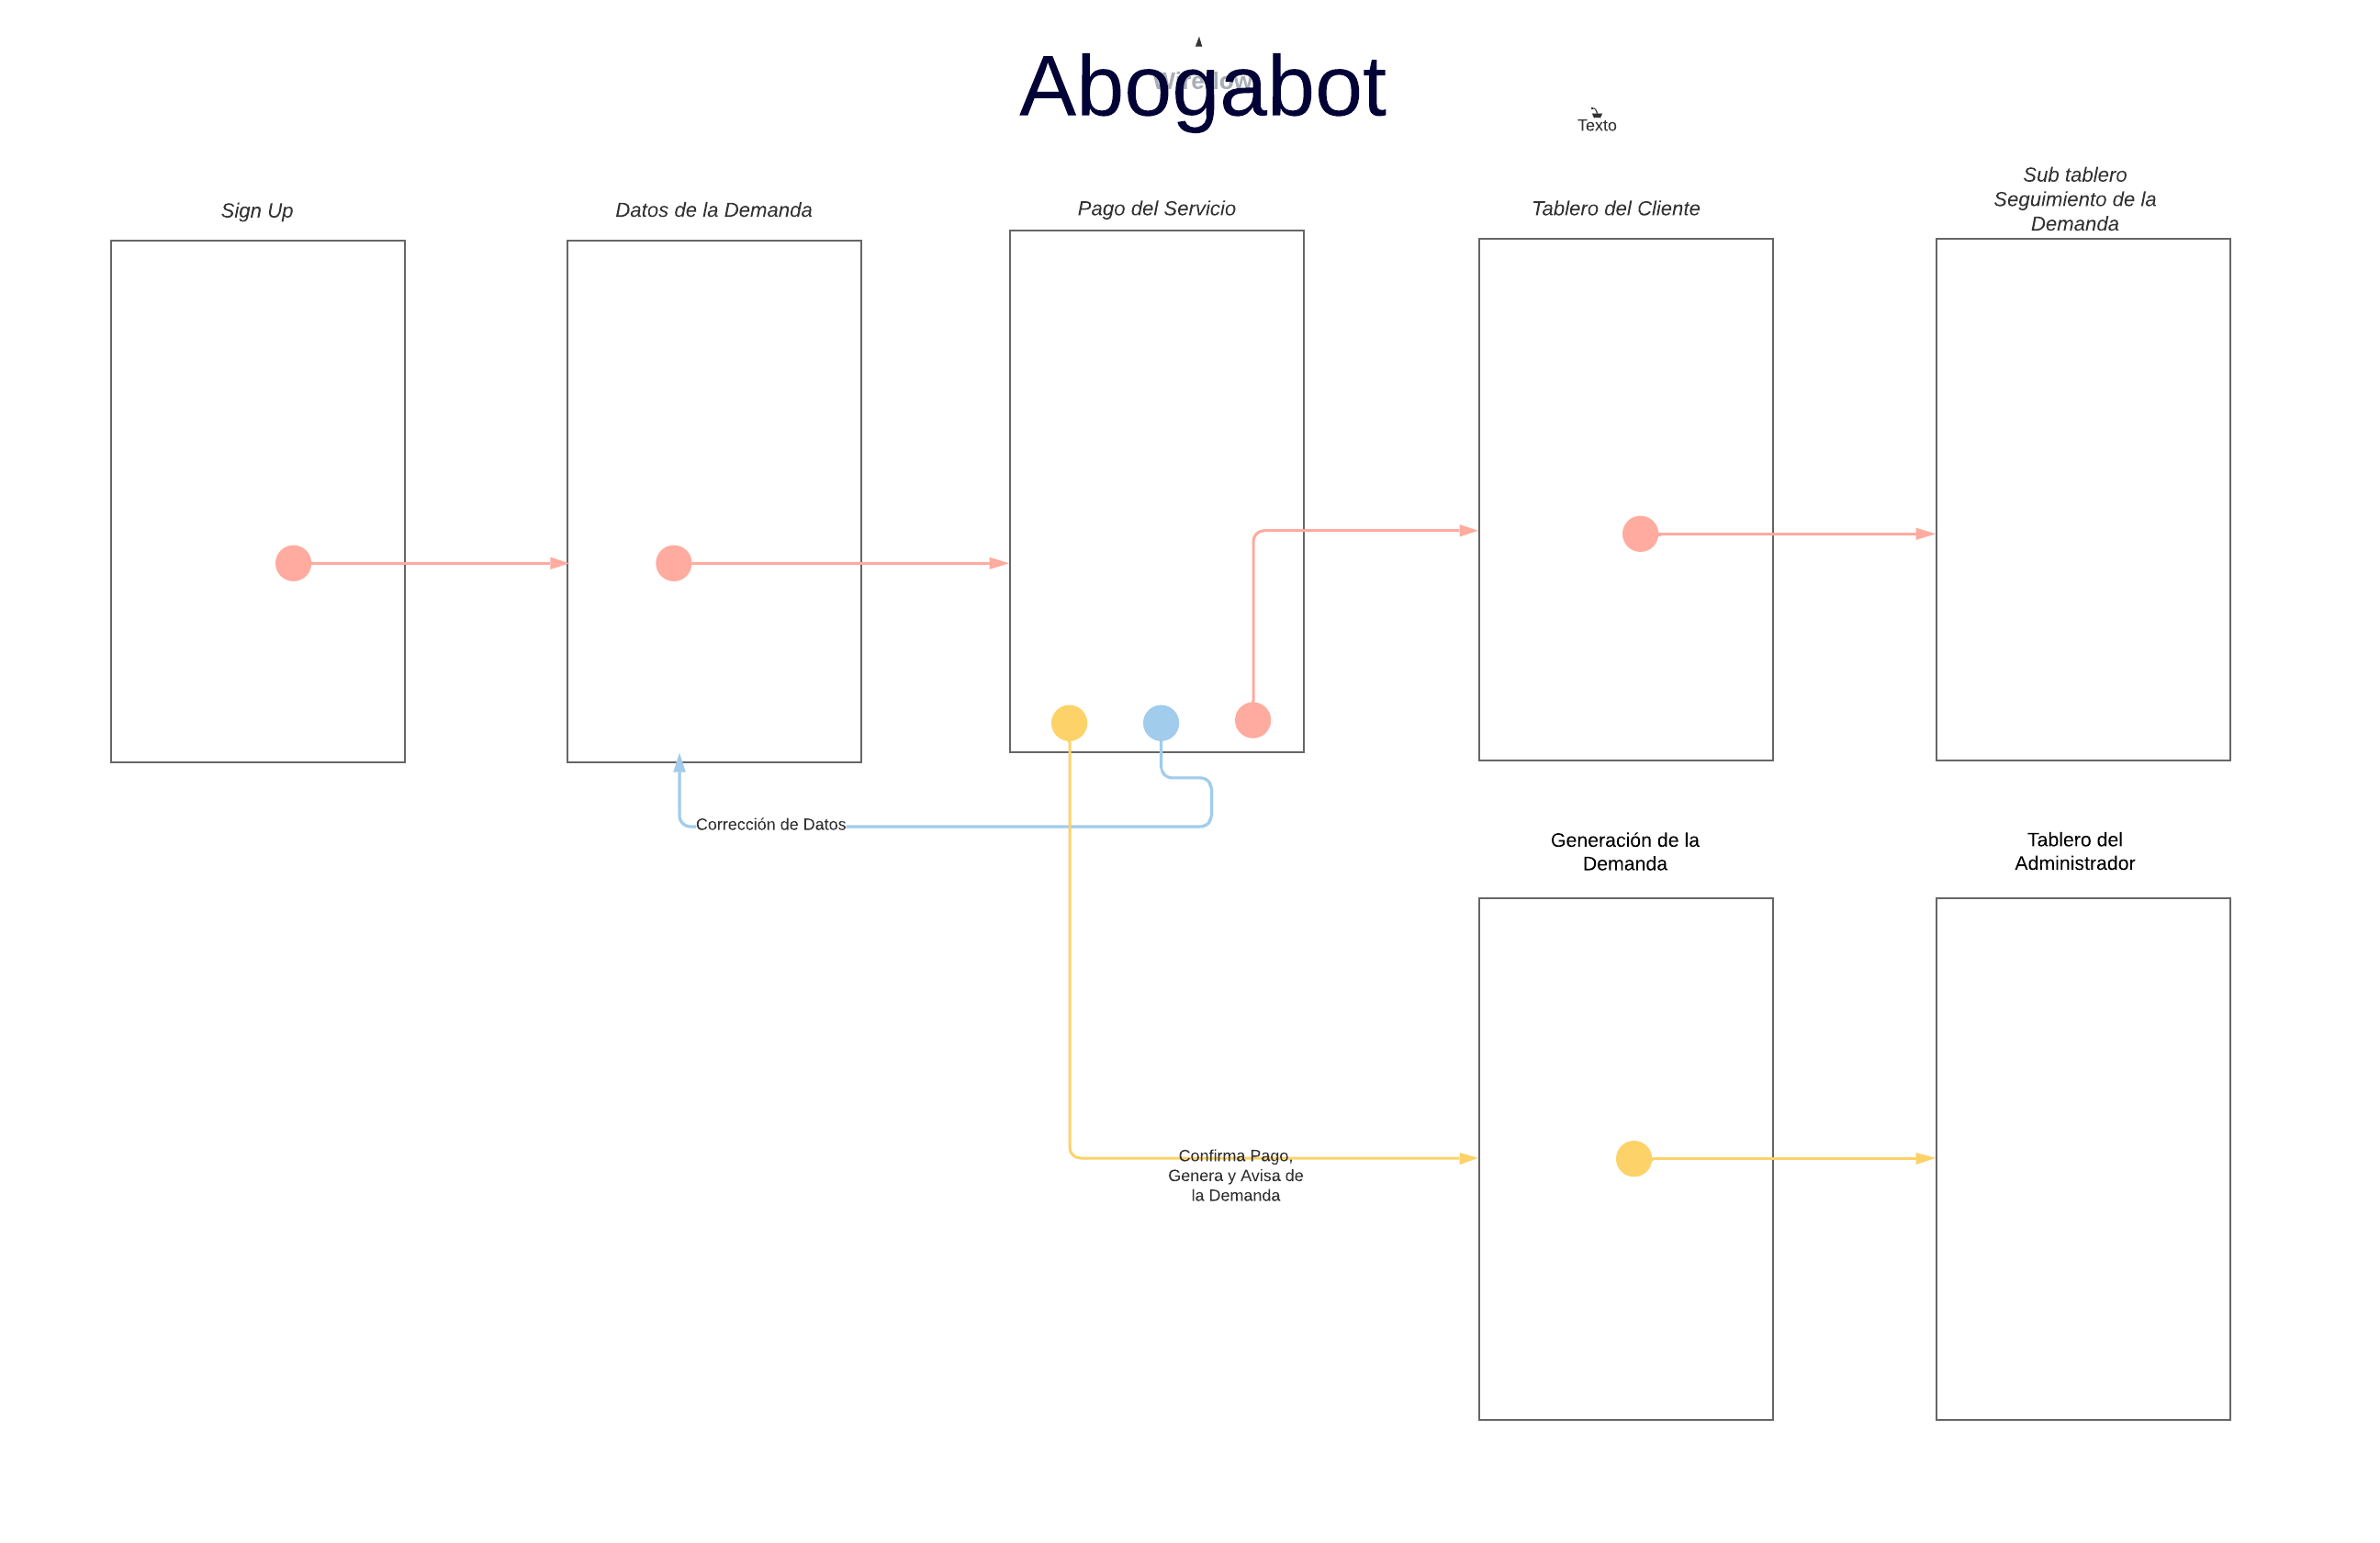 Abogabot
Texto
Sign Up
Datos de la Demanda
Pago del Servicio
Tablero del Cliente
Sub tablero
Seguimiento de la
Demanda
Corrección de Datos
Generación de la
Demanda
Tablero del
Administrador
Confirma Pago,
Genera y Avisa de
la Demanda